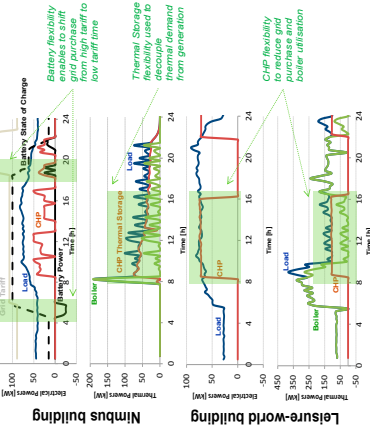 Nimbus building
Electrical Powers [kW]
100
50
0
-50
Grid Tariff
Load
CHP
Battery Power
Battery State of Charge
0
4
8
12
16
20
24
Time [h]
Battery flexibility
enables to shift
grid purchase
from high tariff to
low tariff time
Thermal Powers [kW]
200
150
100
50
0
Boiler
CHP Thermal Storage
Load
0
4
8
12
16
20
24
Thermal Storage
flexibility used to
decouple
thermal demand
from generation
Leisure-world building
Electrical Powers [kW]
100
50
0
-50
Load
CHP
0
4
8
12
16
20
24
Time [h]
Thermal Powers [kW]
450
400
350
300
250
200
150
100
50
0
-50
Boiler
Load
CHP
0
4
8
12
16
20
24
Time [h]
CHP flexibility
to reduce grid
purchase and
boiler utilisation